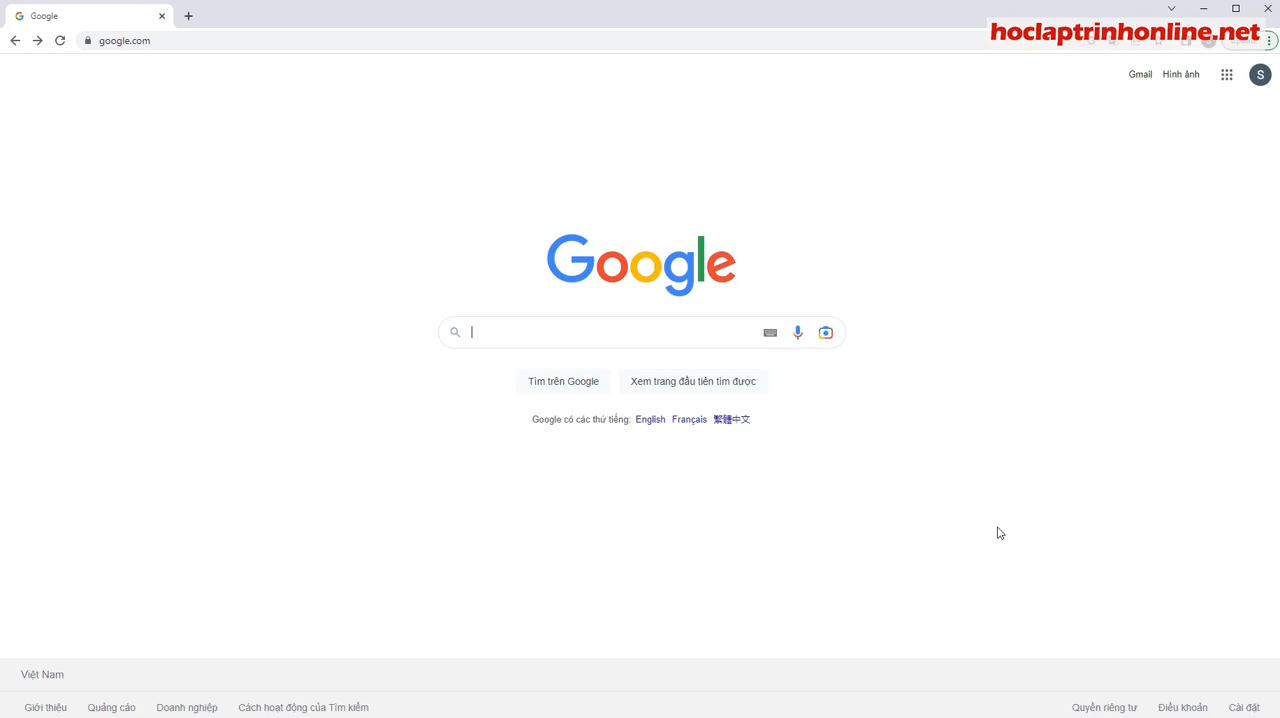 Google
hoclaptrinhonline.net
google.com
Gmail Hình ảnh
S
Google
Tìm trên Google Xem trang đầu tiên tìm được
Google có các thứ tiếng: English Français 繁體中文
Việt Nam
Giới thiệu Quảng cáo Doanh nghiệp Cách hoạt động của Tìm kiếm Quyền riêng tư Điều khoản Cài đặt